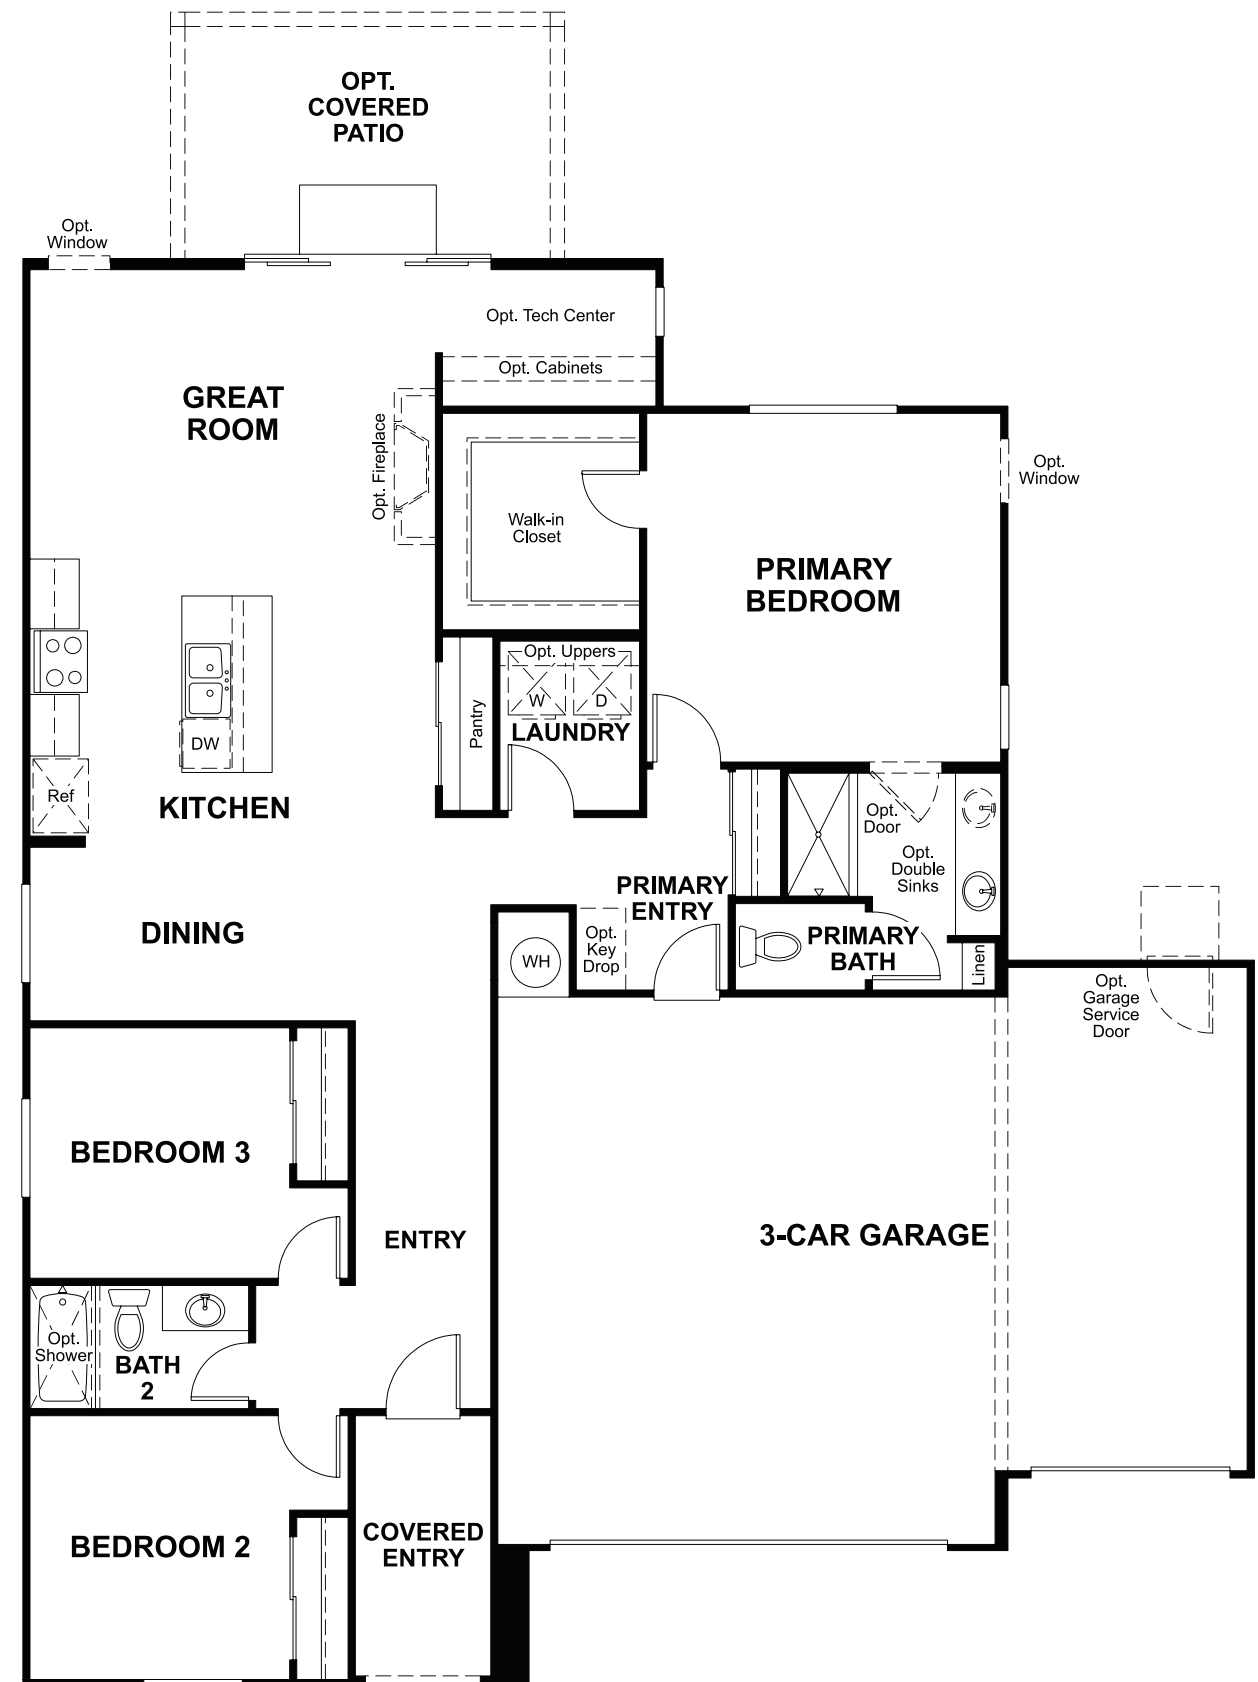 OPT.
COVERED
PATIO
Opt.
Window
Opt. Tech Center
Opt. Cabinets
GREAT
ROOM
Opt. Fireplace
Walk-in
Closet
Opt.
Window
PRIMARY
BEDROOM
Opt. Uppers
W
D
LAUNDRY
Pantry
DW
Ref
KITCHEN
Opt.
Door
Opt.
Double
Sinks
PRIMARY
ENTRY
DINING
Opt.
Key
Drop
WH
PRIMARY
BATH
Linen
Opt.
Garage
Service
Door
BEDROOM 3
ENTRY
3-CAR GARAGE
Opt.
Shower
BATH
2
BEDROOM 2
COVERED
ENTRY